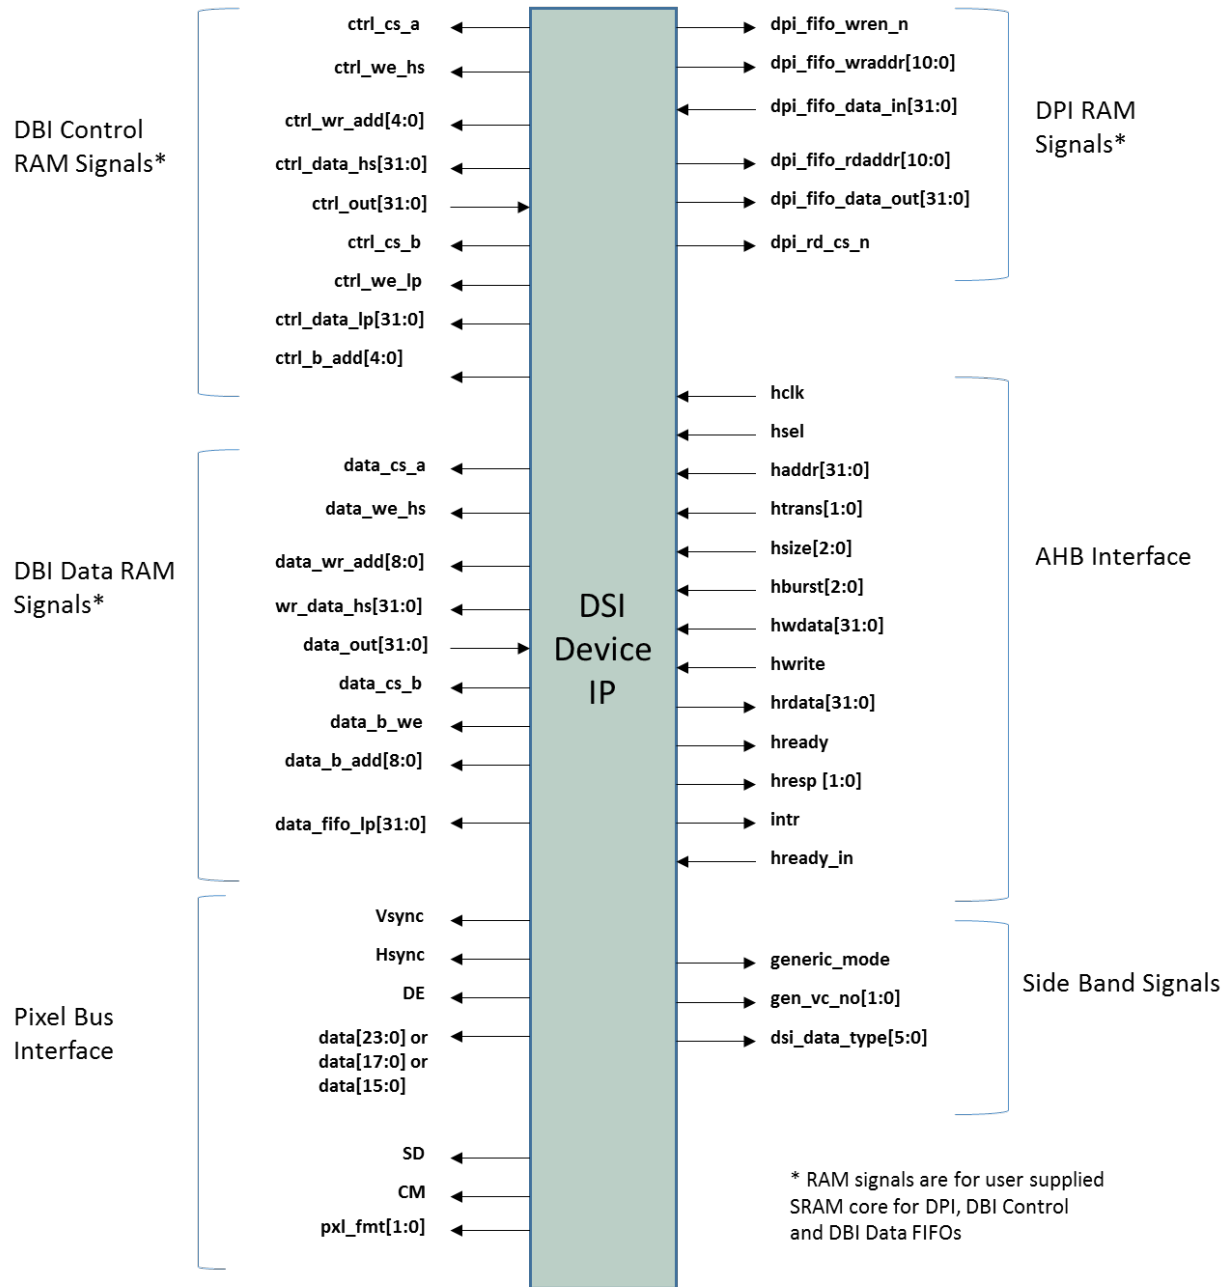 DBI Control
RAM Signals*
ctrl_cs_a
ctrl_we_hs
ctrl_wr_add[4:0]
ctrl_data_hs[31:0]
ctrl_out[31:0]
ctrl_cs_b
ctrl_we_lp
ctrl_data_lp[31:0]
ctrl_b_add[4:0]
DBI Data RAM
Signals*
data_cs_a
data_we_hs
data_wr_add[8:0]
wr_data_hs[31:0]
data_out[31:0]
data_cs_b
data_b_we
data_b_add[8:0]
data_fifo_lp[31:0]
Pixel Bus
Interface
Vsync
Hsync
DE
data[23:0] or
data[17:0] or
data[15:0]
SD
CM
pxl_fmt[1:0]
DSI
Device
IP
dpi_fifo_wren_n
dpi_fifo_wraddr[10:0]
dpi_fifo_data_in[31:0]
dpi_fifo_rdaddr[10:0]
dpi_fifo_data_out[31:0]
dpi_rd_cs_n
DPI RAM
Signals*
hclk
hsel
haddr[31:0]
htrans[1:0]
hsize[2:0]
hburst[2:0]
hwdata[31:0]
hwrite
hrdata[31:0]
hready
hresp [1:0]
intr
hready_in
AHB Interface
generic_mode
gen_vc_no[1:0]
dsi_data_type[5:0]
Side Band Signals
* RAM signals are for user supplied
SRAM core for DPI, DBI Control
and DBI Data FIFOs